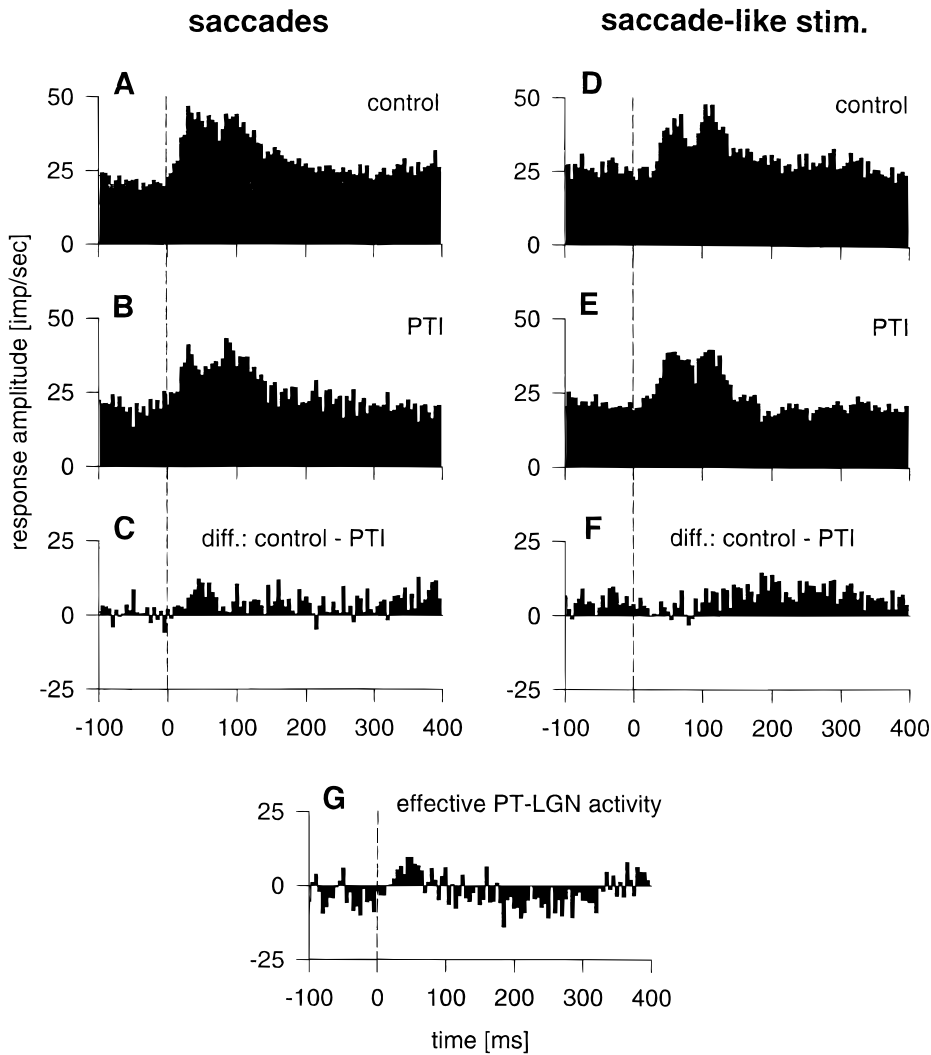 saccades
saccade-like stim.
A
control
50
25
0
D
control
50
25
0
B
PTI
50
25
0
E
PTI
50
25
0
response amplitude [imp/sec]
C
diff.: control - PTI
25
0
-25
-100 0 100 200 300 400
F
diff.: control - PTI
25
0
-25
-100 0 100 200 300 400
G
effective PT-LGN activity
25
0
-25
-100 0 100 200 300 400
time [ms]